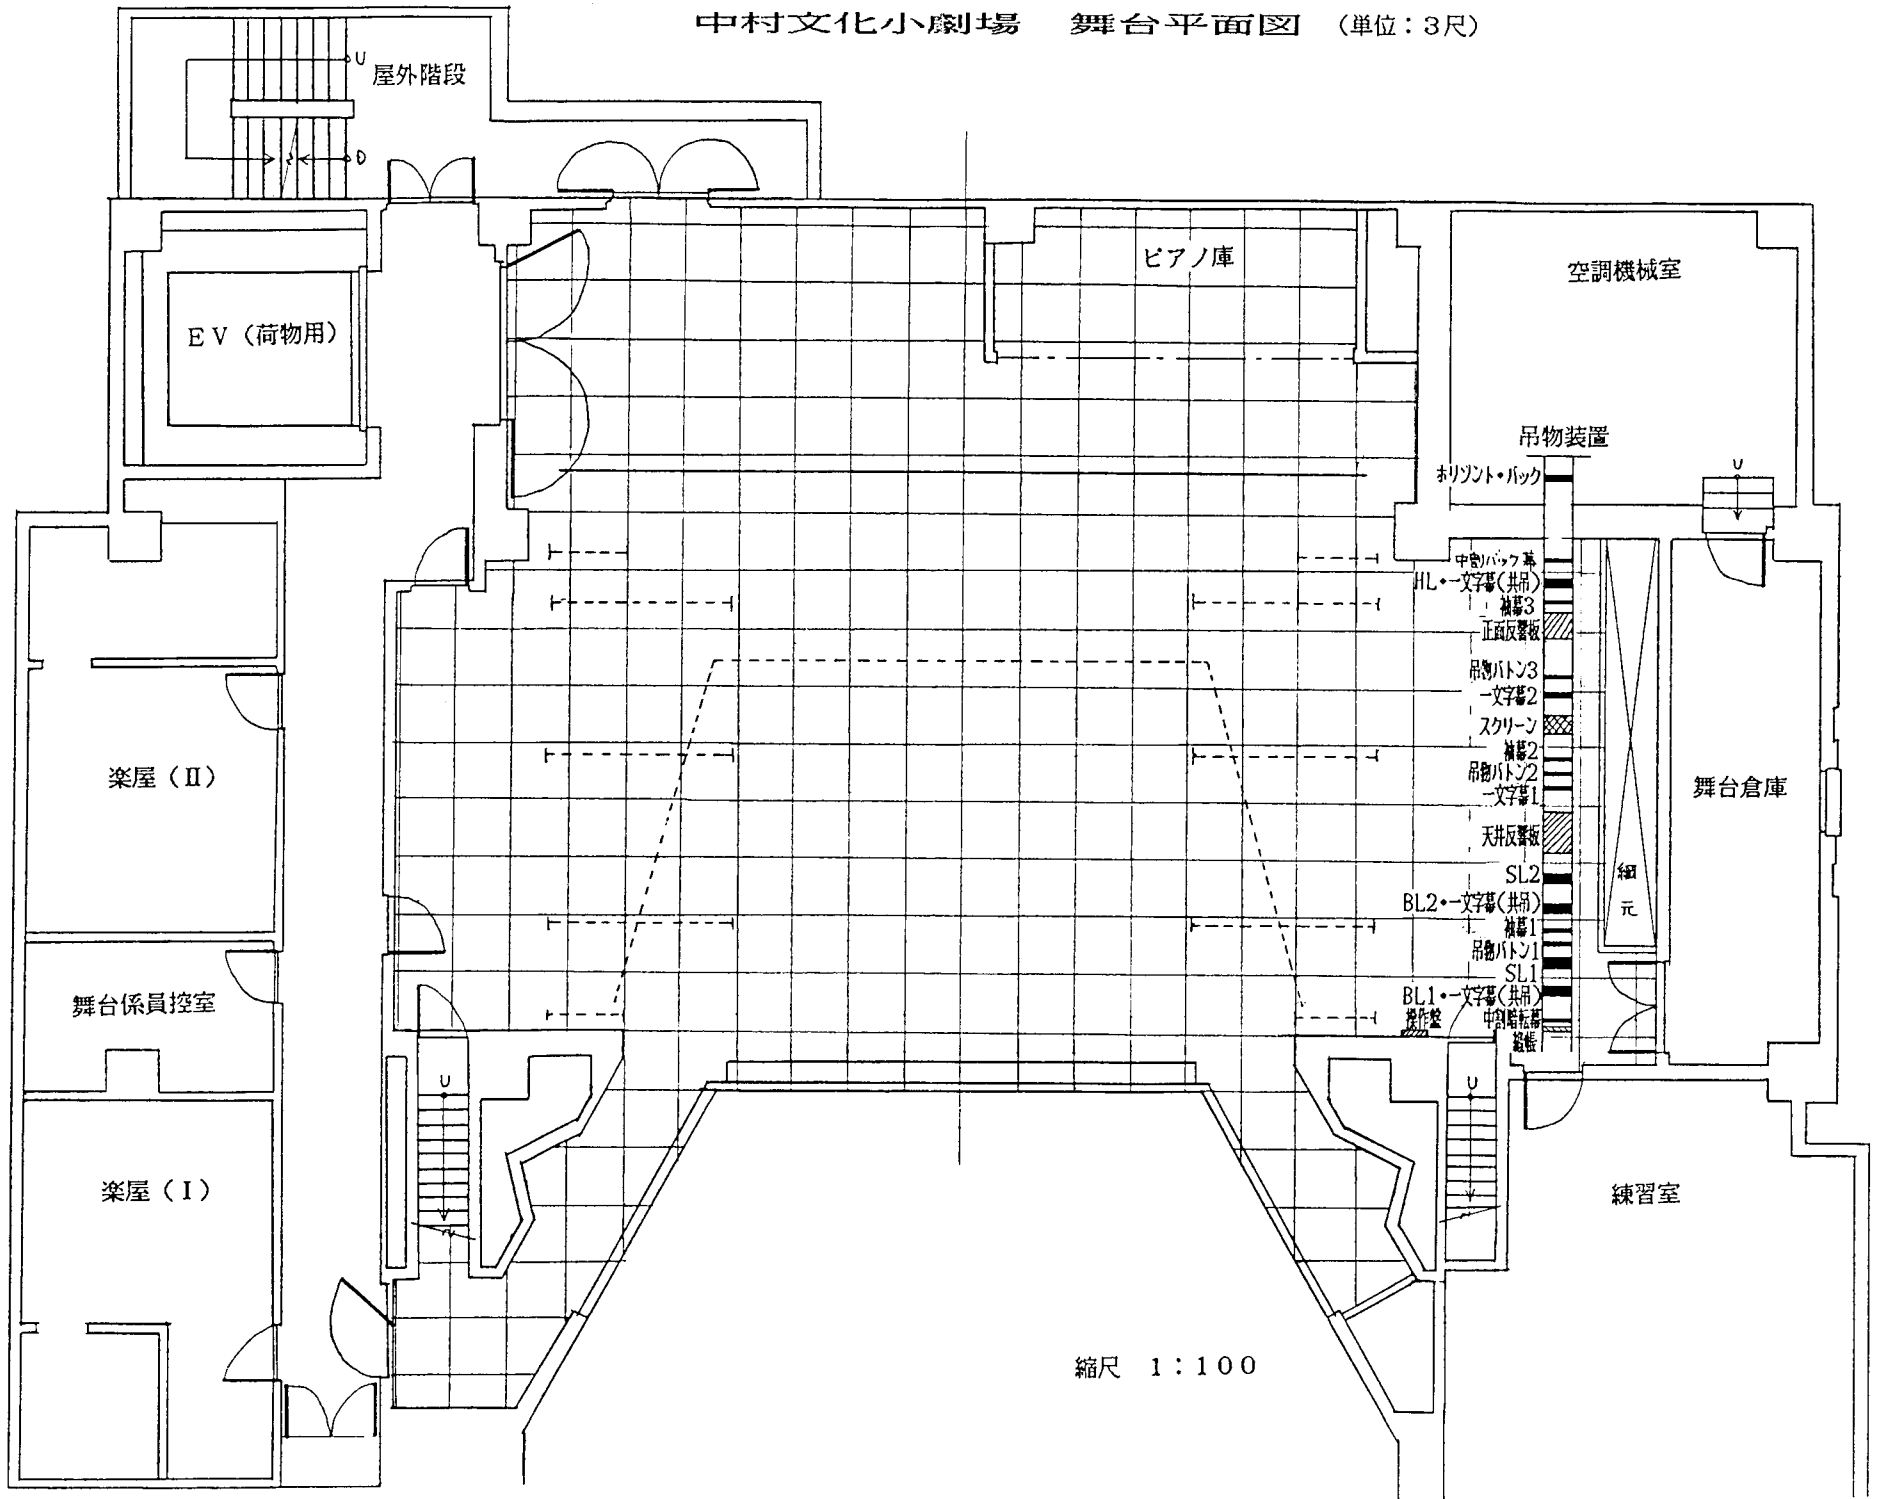 中村文化小劇場 舞台平面図 (単位：3尺)
U
屋外階段
D
ピアノ庫
空調機械室
EV（荷物用）
吊物装置
ホリゾント・バック
U
中割バック幕
HL・一文字幕(共吊)
袖幕3
正面反響板
吊物バトン3
一文字幕2
スクリーン
袖幕2
吊物バトン2
一文字幕1
天井反響板
SL2
BL2・一文字幕(共吊)
袖幕1
吊物バトン1
SL1
BL1・一文字幕(共吊)
操作盤
中割暗転幕
緞帳
綱元
舞台倉庫
楽屋（Ⅱ）
舞台係員控室
U
U
楽屋（Ⅰ）
練習室
縮尺 1：100